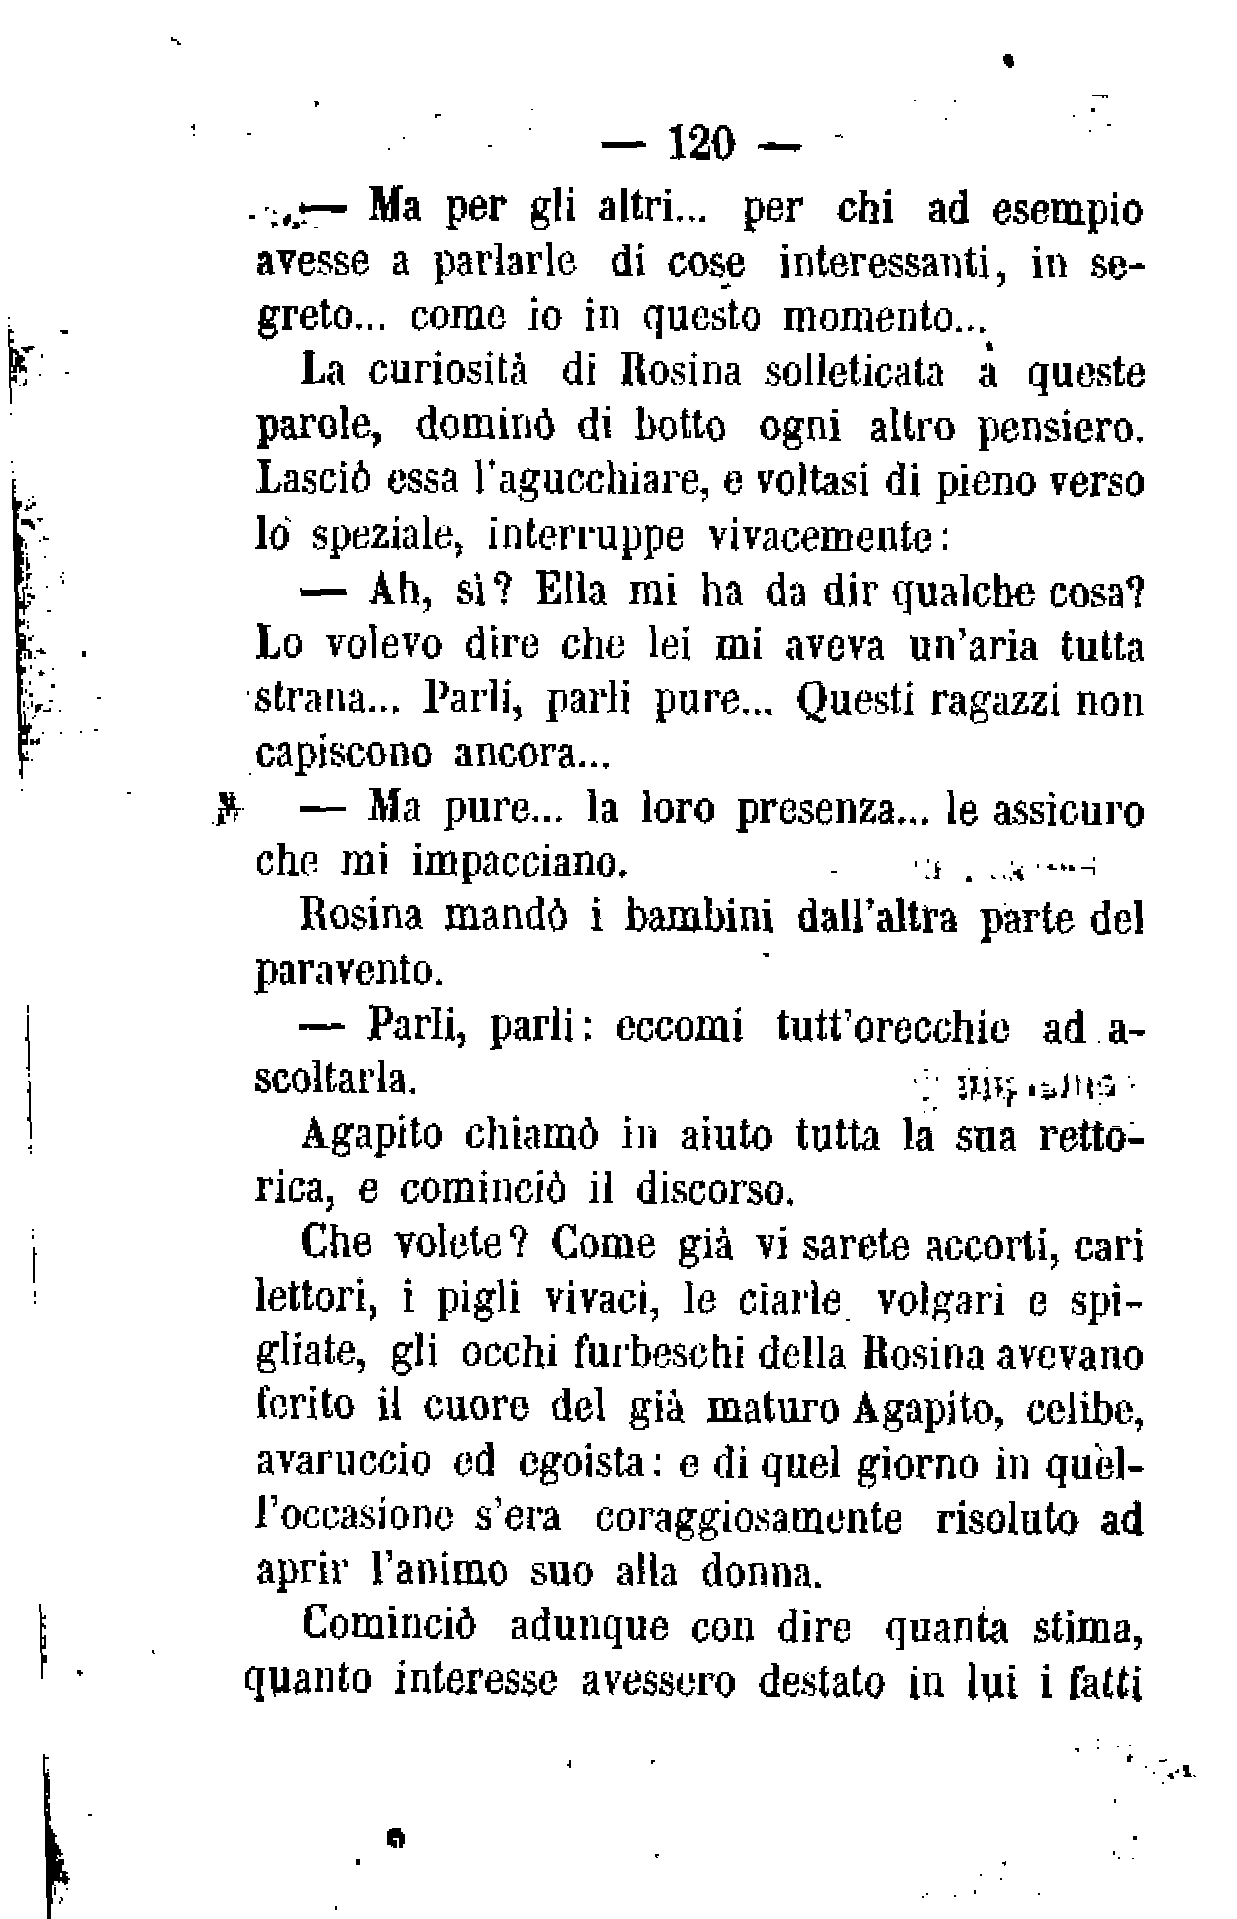 — 120 —
— Ma per gli altri... per chi ad esempio
avesse a parlarle di cose interessanti, in se-
greto... come io in questo momento...
La curiosità di Rosina solleticata a queste
parole, dominò di botto ogni altro pensiero.
Lasciò essa l'agucchiare, e voltasi di pieno verso
lo speziale, interruppe vivacemente:
— Ah, sì? Ella mi ha da dir qualche cosa?
Lo volevo dire che lei mi aveva un'aria tutta
strana... Parli, parli pure... Questi ragazzi non
capiscono ancora...
— Ma pure... la loro presenza... le assicuro
che mi impacciano.
Rosina mandò i bambini dall'altra parte del
paravento.
— Parli, parli: eccomi tutt'orecchie ad a-
scoltarla.
Agapito chiamò in aiuto tutta la sua retto-
rica, e cominciò il discorso.
Che volete? Come già vi sarete accorti, cari
lettori, i pigli vivaci, le ciarle volgari e spi-
gliate, gli occhi furbeschi della Rosina avevano
ferito il cuore del già maturo Agapito, celibe,
avaruccio ed egoista: e di quel giorno in quel-
l'occasione s'era coraggiosamente risoluto ad
aprir l'animo suo alla donna.
Cominciò adunque con dire quanta stima,
quanto interesse avessero destato in lui i fatti